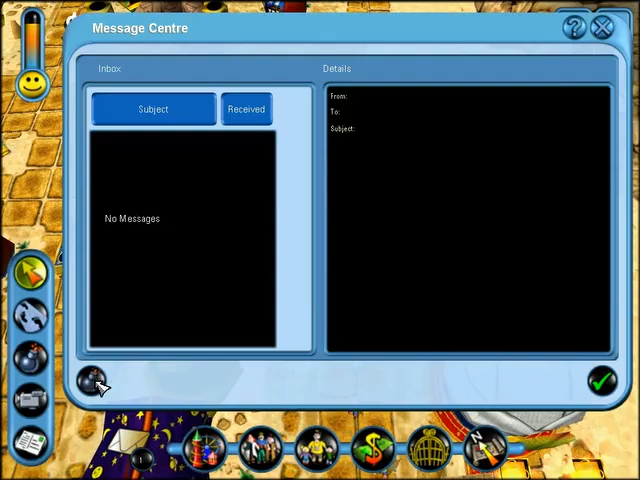 Message Centre
Inbox
Details
Subject
Received
From:
To:
Subject:
No Messages
N